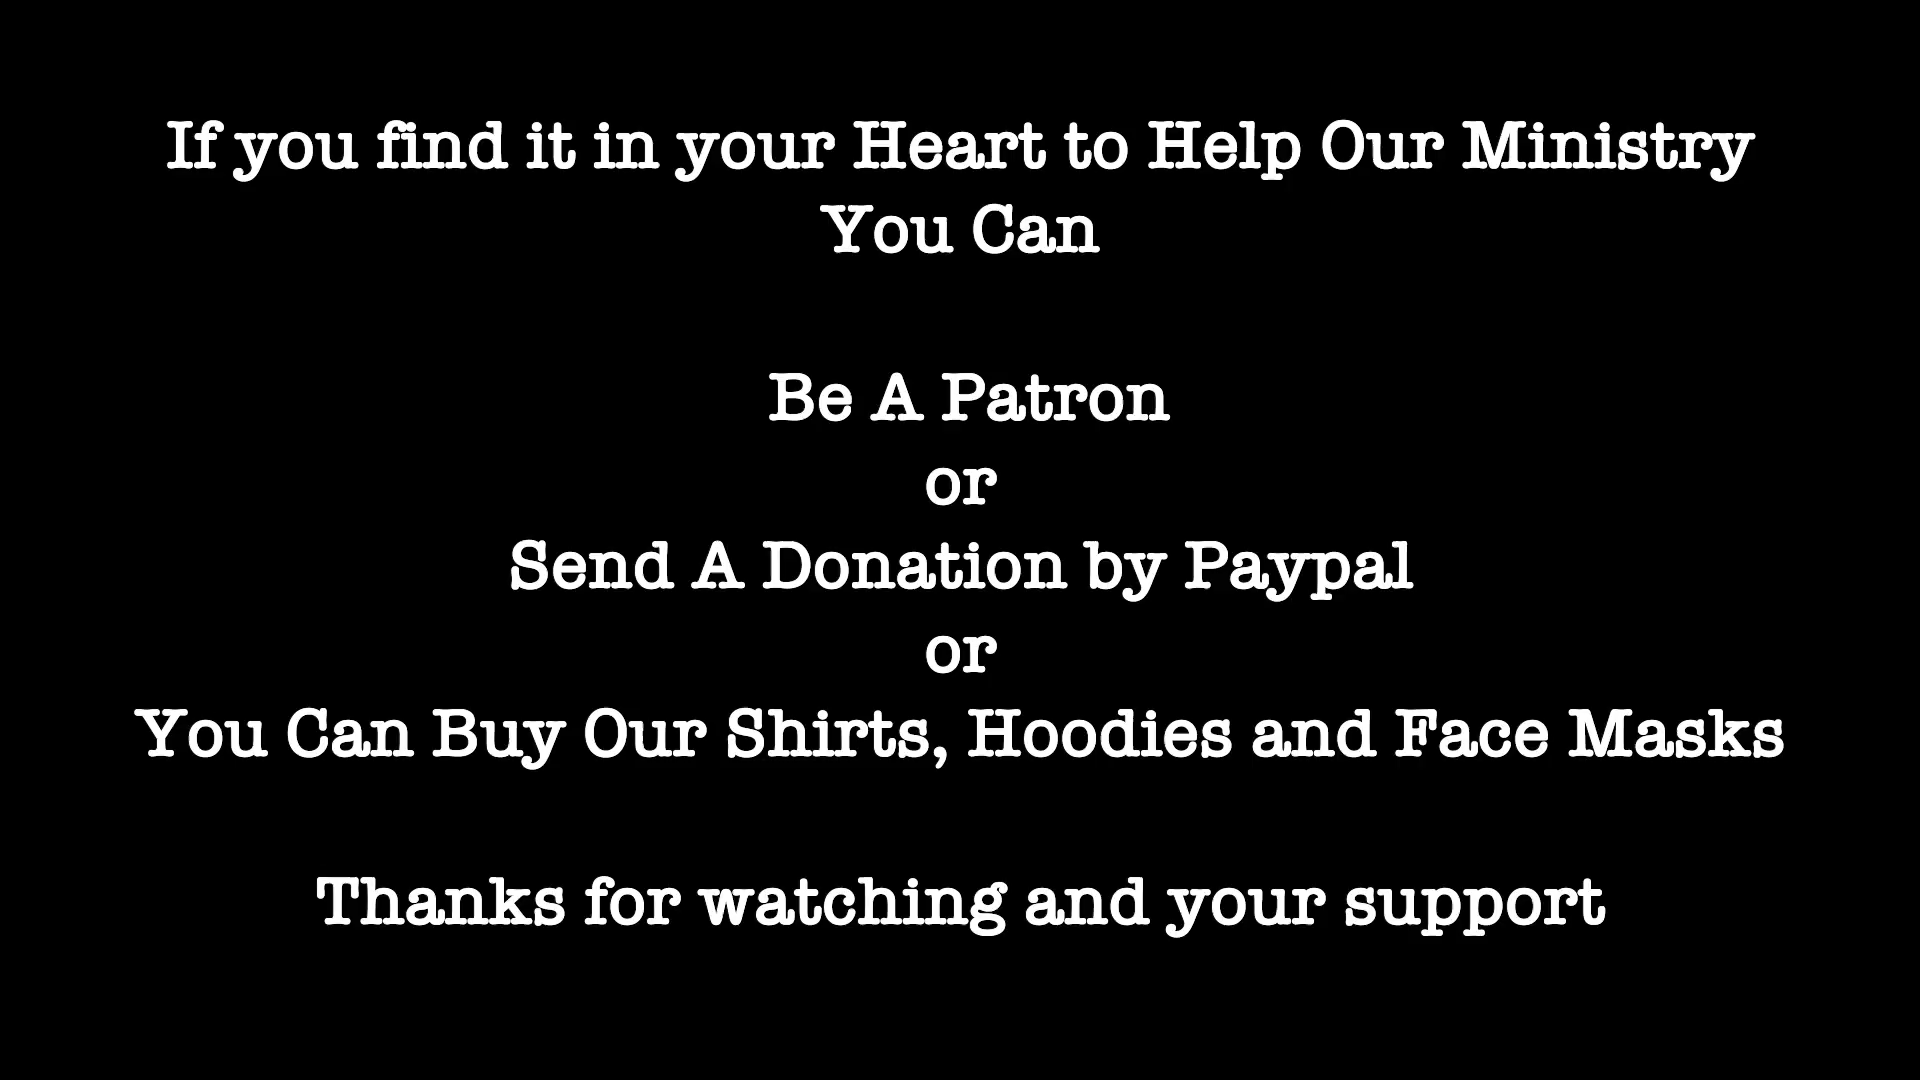 If you find it in your Heart to Help Our Ministry
You Can
Be A Patron
or
Send A Donation by Paypal
or
You Can Buy Our Shirts, Hoodies and Face Masks
Thanks for watching and your support